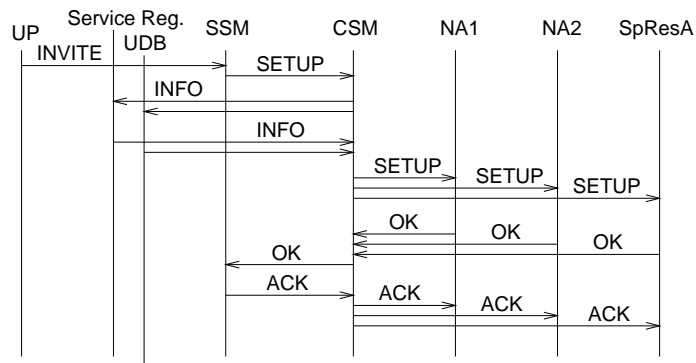 Service Reg.
UP UDB SSM CSM NA1 NA2 SpResA
INVITE
SETUP
INFO
INFO
SETUP
SETUP
SETUP
OK
OK
OK
OK
ACK
ACK
ACK
ACK